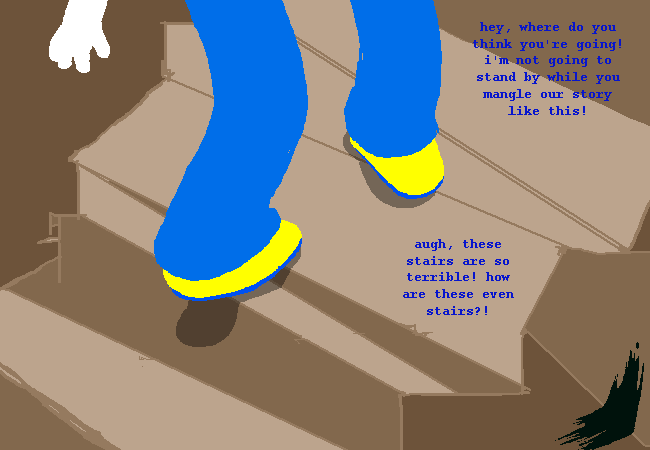 hey, where do you
think you're going!
i'm not going to
stand by while you
mangle our story
like this!
augh, these
stairs are so
terrible! how
are these even
stairs?!